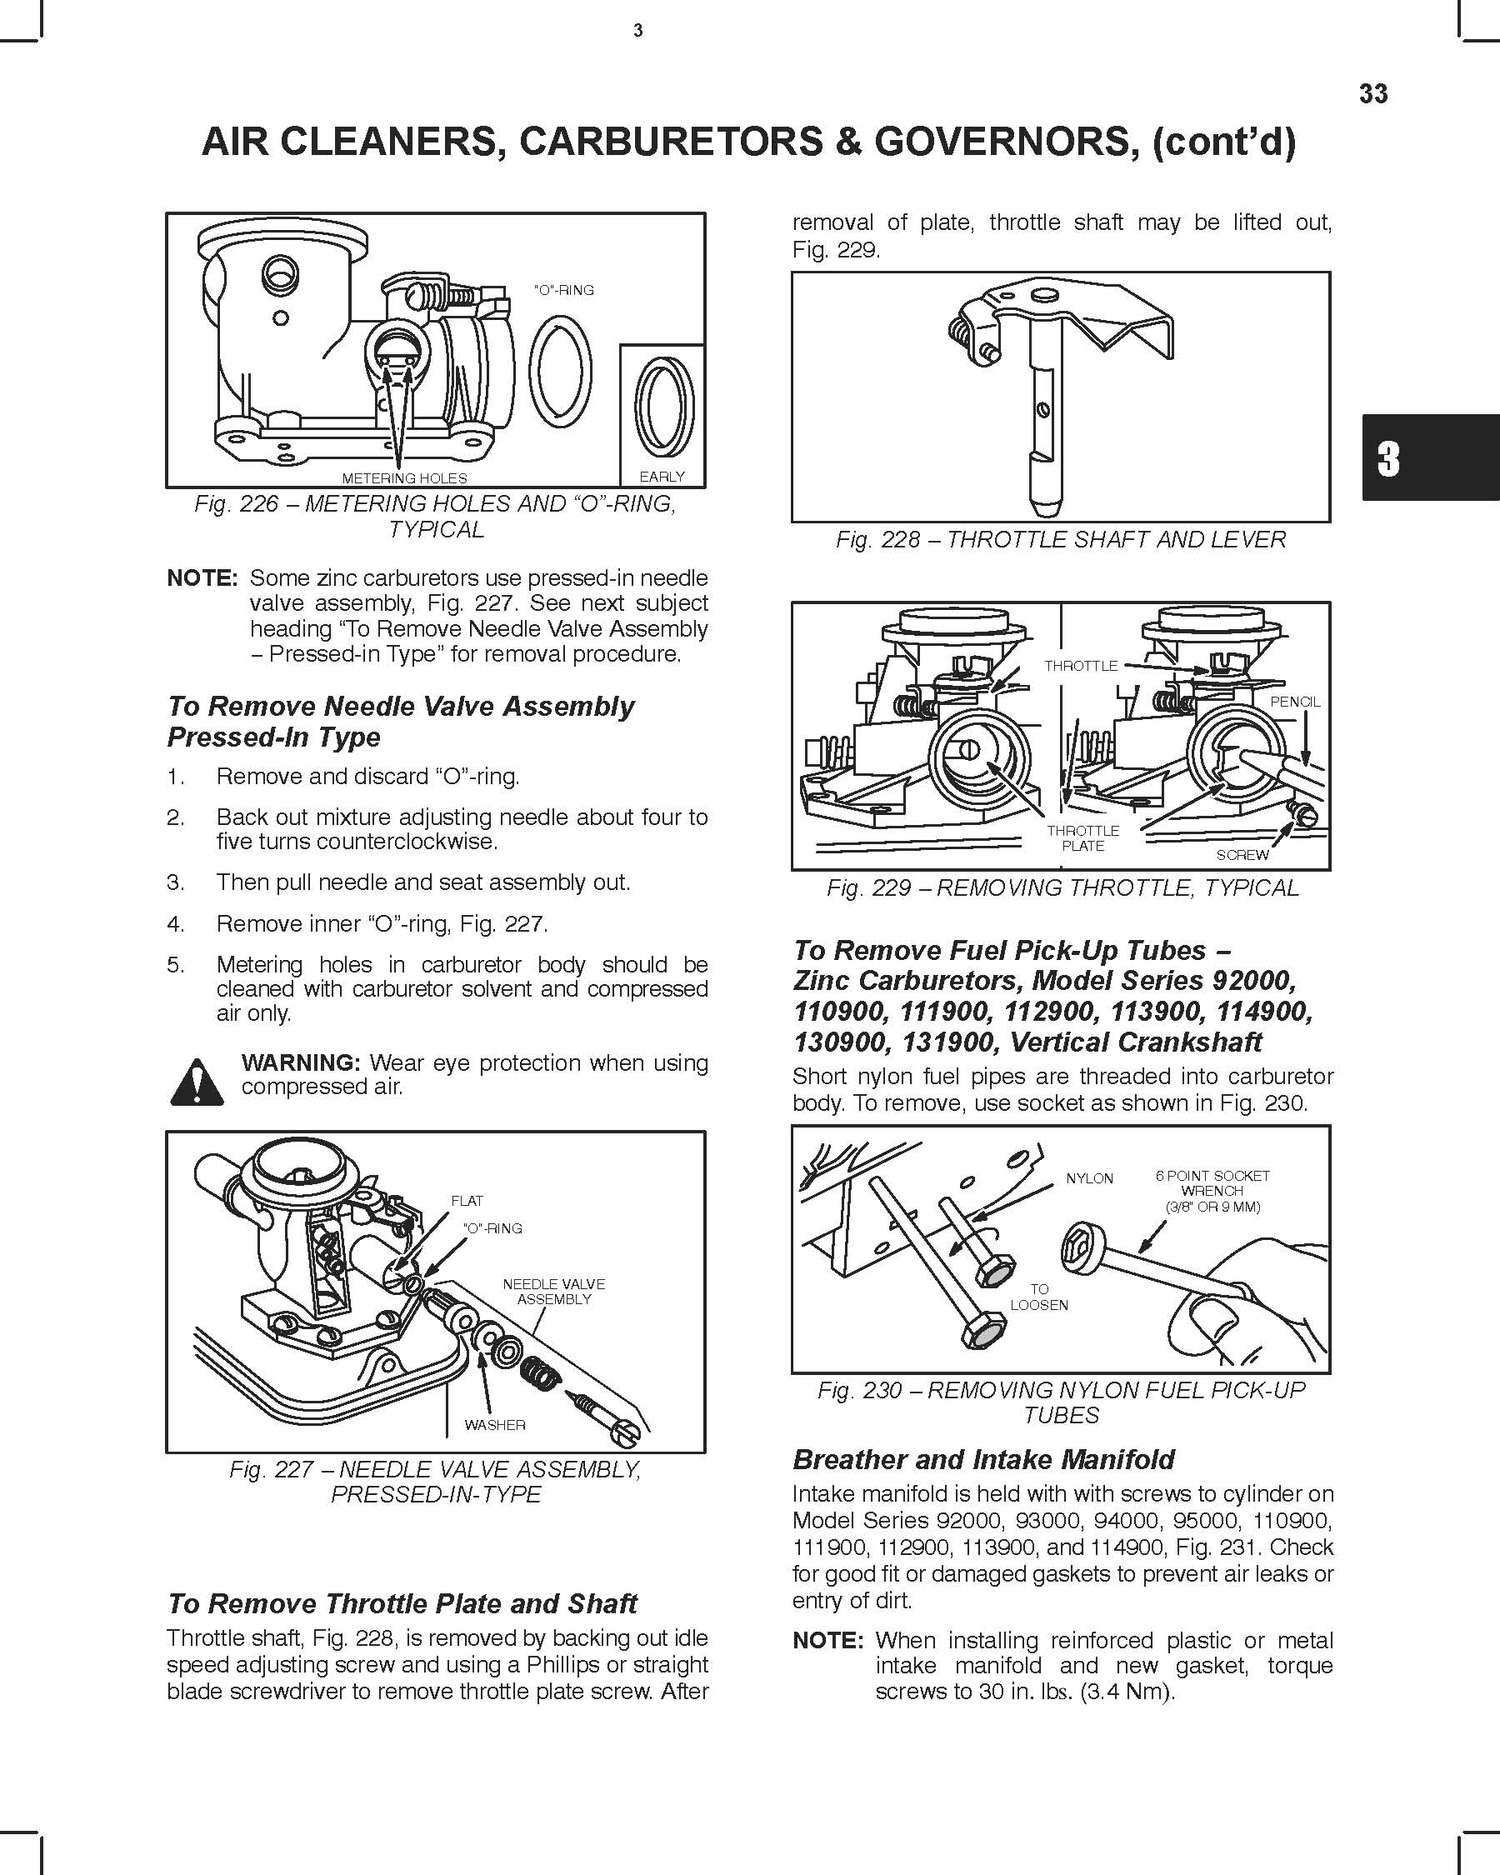 3
33
AIR CLEANERS, CARBURETORS & GOVERNORS, (cont’d)
"O"-RING
METERING HOLES
EARLY
Fig. 226 – METERING HOLES AND “O”-RING,
TYPICAL
NOTE: Some zinc carburetors use pressed-in needle
valve assembly, Fig. 227. See next subject
heading “To Remove Needle Valve Assembly
– Pressed-in Type” for removal procedure.
To Remove Needle Valve Assembly
Pressed-In Type
1. Remove and discard “O”-ring.
2. Back out mixture adjusting needle about four to
five turns counterclockwise.
3. Then pull needle and seat assembly out.
4. Remove inner “O”-ring, Fig. 227.
5. Metering holes in carburetor body should be
cleaned with carburetor solvent and compressed
air only.
WARNING: Wear eye protection when using
compressed air.
FLAT
"O"-RING
NEEDLE VALVE
ASSEMBLY
WASHER
Fig. 227 – NEEDLE VALVE ASSEMBLY,
PRESSED-IN-TYPE
To Remove Throttle Plate and Shaft
Throttle shaft, Fig. 228, is removed by backing out idle
speed adjusting screw and using a Phillips or straight
blade screwdriver to remove throttle plate screw. After
removal of plate, throttle shaft may be lifted out,
Fig. 229.
Fig. 228 – THROTTLE SHAFT AND LEVER
THROTTLE
PENCIL
THROTTLE
PLATE
SCREW
Fig. 229 – REMOVING THROTTLE, TYPICAL
To Remove Fuel Pick-Up Tubes –
Zinc Carburetors, Model Series 92000,
110900, 111900, 112900, 113900, 114900,
130900, 131900, Vertical Crankshaft
Short nylon fuel pipes are threaded into carburetor
body. To remove, use socket as shown in Fig. 230.
NYLON
6 POINT SOCKET
WRENCH
(3/8" OR 9 MM)
TO
LOOSEN
Fig. 230 – REMOVING NYLON FUEL PICK-UP
TUBES
Breather and Intake Manifold
Intake manifold is held with with screws to cylinder on
Model Series 92000, 93000, 94000, 95000, 110900,
111900, 112900, 113900, and 114900, Fig. 231. Check
for good fit or damaged gaskets to prevent air leaks or
entry of dirt.
NOTE: When installing reinforced plastic or metal
intake manifold and new gasket, torque
screws to 30 in. lbs. (3.4 Nm).
3